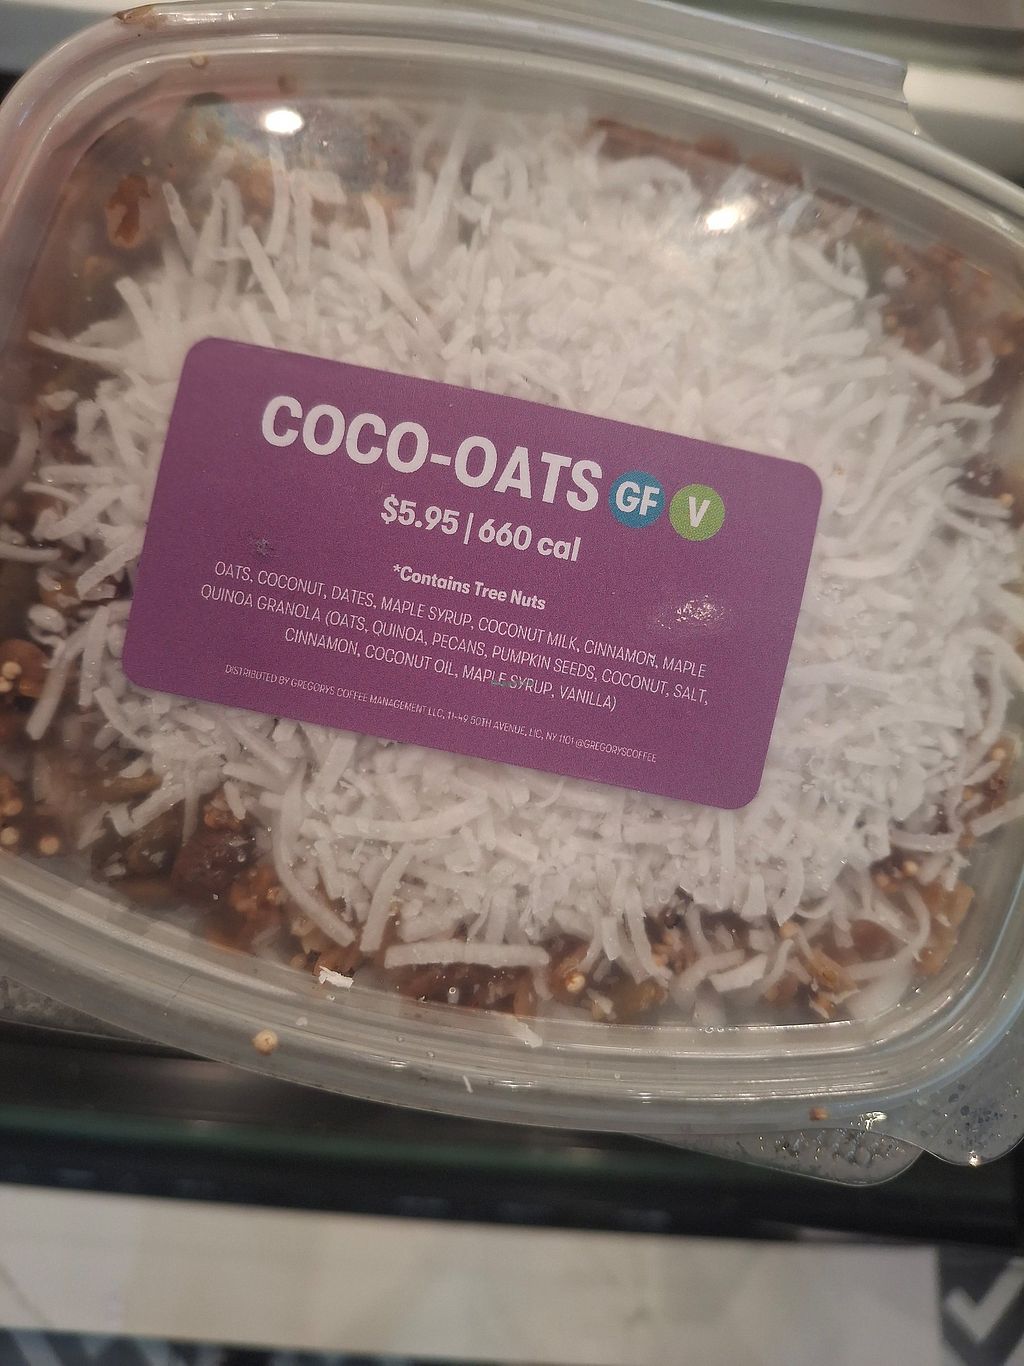 COCO-OATS GF V
$5.95 | 660 cal
*Contains Tree Nuts
OATS, COCONUT, DATES, MAPLE SYRUP, COCONUT MILK, CINNAMON, MAPLE
QUINOA GRANOLA (OATS, QUINOA, PECANS, PUMPKIN SEEDS, COCONUT, SALT,
CINNAMON, COCONUT OIL, MAPLE SYRUP, VANILLA)
DISTRIBUTED BY GREGORYS COFFEE MANAGEMENT LLC, 11-49 50TH AVENUE, LIC, NY 1101 @GREGORYSCOFFEE